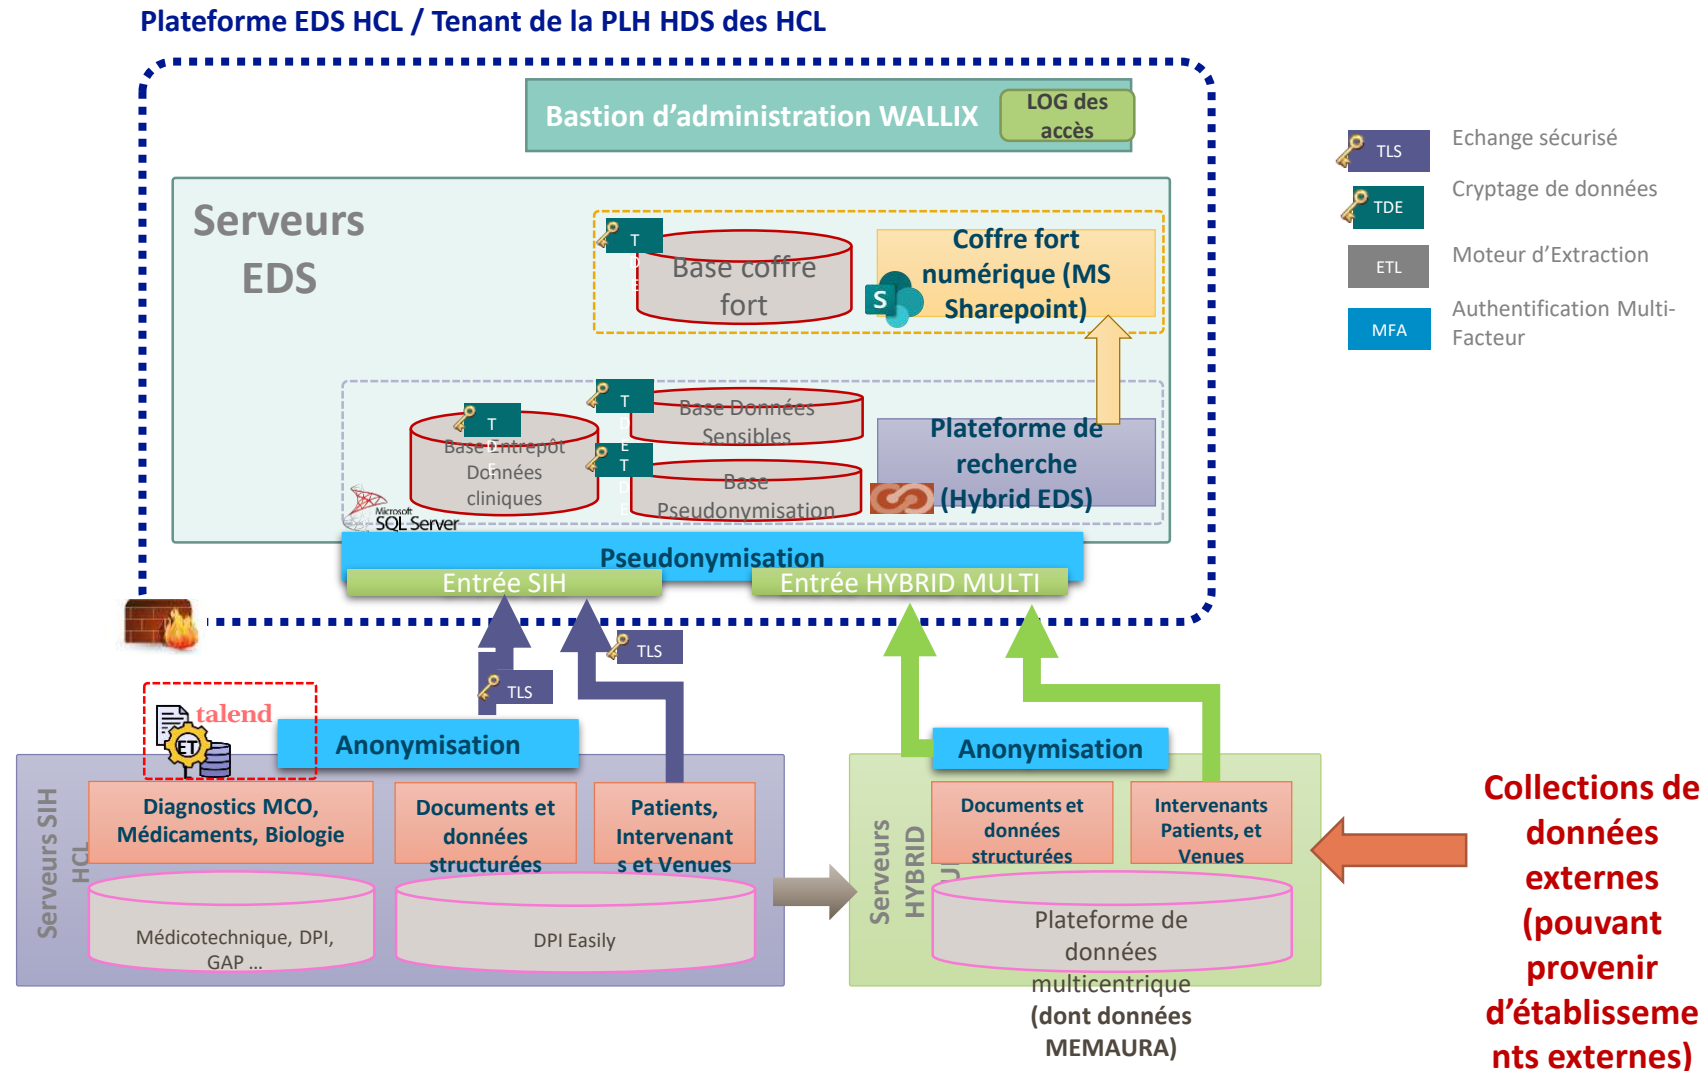 Plateforme EDS HCL / Tenant de la PLH HDS des HCL
Bastion d’administration WALLIX
LOG des
accès
TLS
Echange sécurisé
TDE
Cryptage de données
ETL
Moteur d’Extraction
MFA
Authentification Multi-
Facteur
Serveurs
EDS
T
D
E
Base coffre
fort
Coffre fort
numérique (MS
Sharepoint)
S
T
D
E
Base Entrepôt
Données
cliniques
T
D
E
Base Données
Sensibles
T
D
E
Base
Pseudonymisation
Plateforme de
recherche
(Hybrid EDS)
Microsoft
SQL Server
Pseudonymisation
Entrée SIH
Entrée HYBRID MULTI
TLS
TLS
talend
ET
L
Anonymisation
Anonymisation
Serveurs SIH
HCL
Diagnostics MCO,
Médicaments, Biologie
Documents et
données
structurées
Patients,
Intervenant
s et Venues
Médicotechnique, DPI,
GAP ...
DPI Easily
Serveurs
HYBRID
Documents et
données
structurées
Intervenants
Patients, et
Venues
Plateforme de
données
multicentrique
(dont données
MEMAURA)
Collections de
données
externes
(pouvant
provenir
d’établisseme
nts externes)